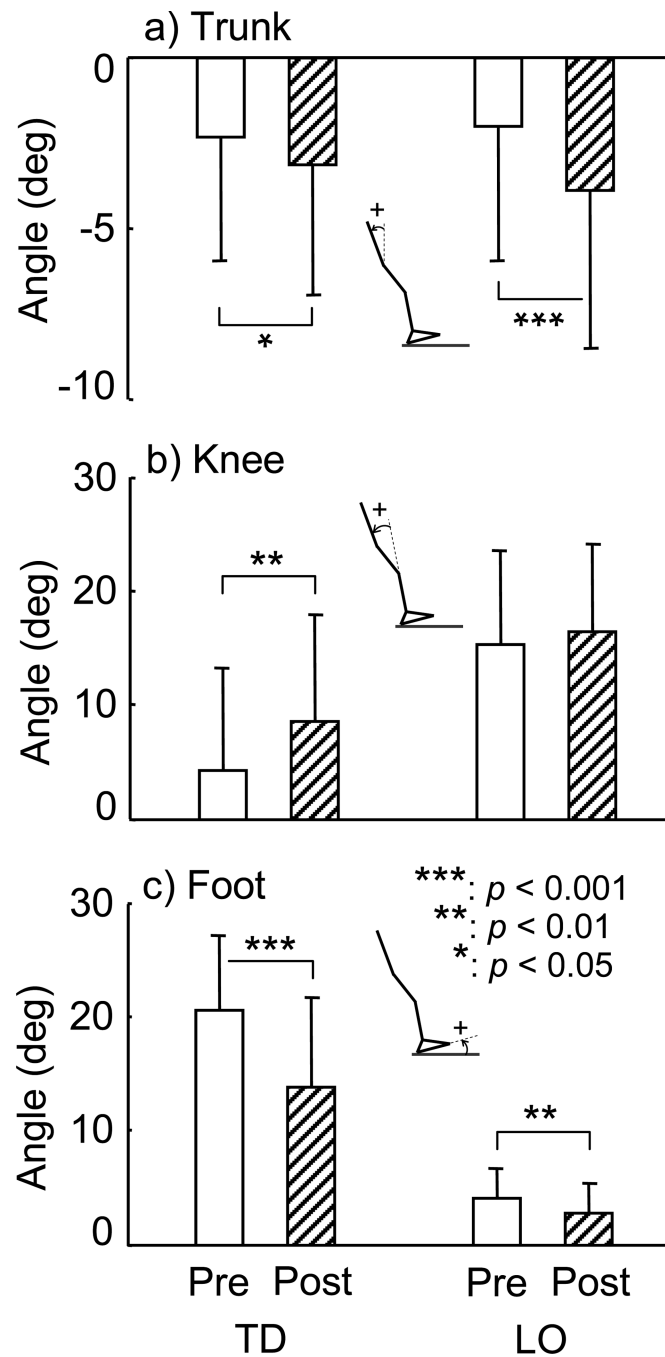 a) Trunk
0
-5
-10
Angle (deg)
+
*
***
b) Knee
30
20
10
0
Angle (deg)
+
**
c) Foot
30
20
10
0
Angle (deg)
***: p < 0.001
**: p < 0.01
*: p < 0.05
***
+
**
Pre Post Pre Post
TD LO